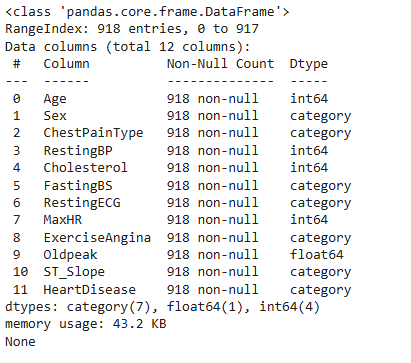 <class 'pandas.core.frame.DataFrame'>
RangeIndex: 918 entries, 0 to 917
Data columns (total 12 columns):
 #   Column          Non-Null Count  Dtype
---  ------          --------------  -----
 0   Age             918 non-null    int64
 1   Sex             918 non-null    category
 2   ChestPainType   918 non-null    category
 3   RestingBP       918 non-null    int64
 4   Cholesterol     918 non-null    int64
 5   FastingBS       918 non-null    category
 6   RestingECG      918 non-null    category
 7   MaxHR           918 non-null    int64
 8   ExerciseAngina  918 non-null    category
 9   Oldpeak         918 non-null    float64
 10  ST_Slope        918 non-null    category
 11  HeartDisease    918 non-null    category
dtypes: category(7), float64(1), int64(4)
memory usage: 43.2 KB
None